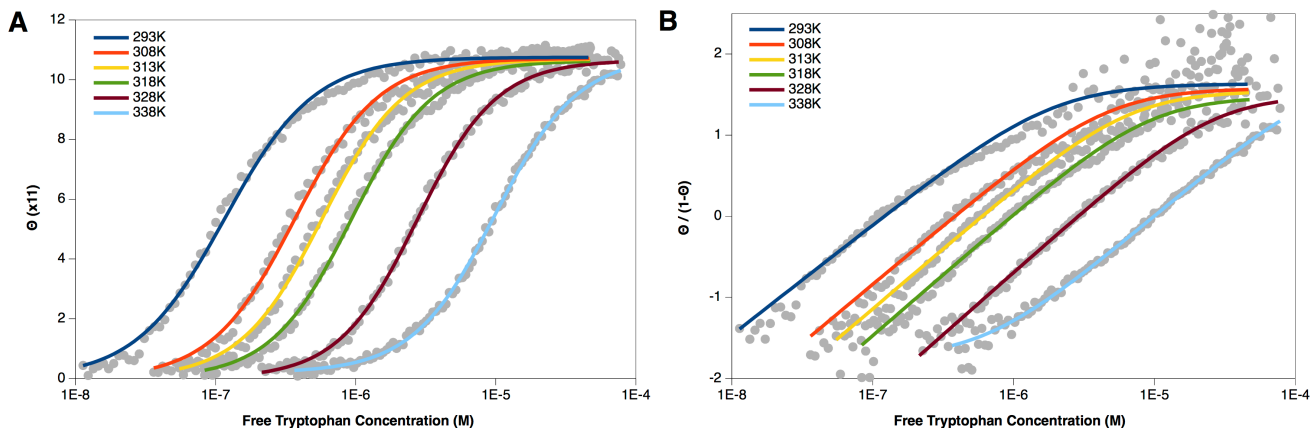 A
12
10
8
6
4
2
0
Θ (x11)
293K
308K
313K
318K
328K
338K
1E-8
1E-7
1E-6
1E-5
1E-4
Free Tryptophan Concentration (M)
B
2
1
0
-1
-2
Θ / (1-Θ)
293K
308K
313K
318K
328K
338K
1E-8
1E-7
1E-6
1E-5
1E-4
Free Tryptophan Concentration (M)